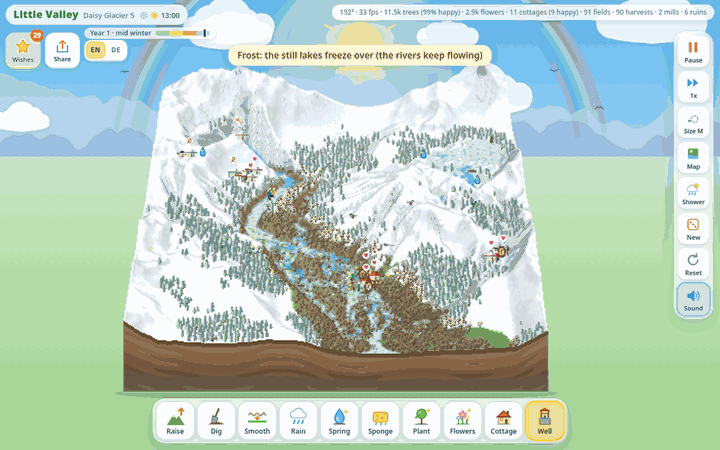 Little Valley Daisy Glacier 5 13:00
192² · 33 fps · 11.5k trees (99% happy) · 2.9k flowers · 11 cottages (9 happy) · 91 fields · 90 harvests · 2 mills · 6 ruins
Year 1 · mid winter
29
Wishes
Share
EN
DE
Frost: the still lakes freeze over (the rivers keep flowing)
Pause
1x
Size M
Map
Shower
New
Reset
Sound
Raise
Dig
Smooth
Rain
Spring
Sponge
Plant
Flowers
Cottage
Well